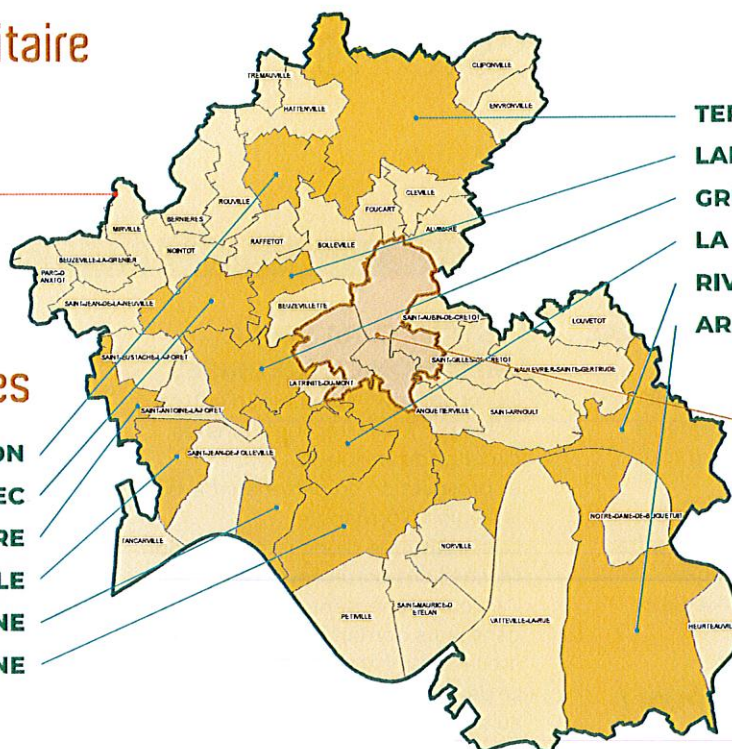 itaire
CLIPONVILLE
TREMAUVILLE
ENVRONVILLE
HATTENVILLE
TER
LAN
GR
CLEVILLE
MIRVILLE
ROUVILLE
FOUCART
BERNIERES
ALVIMARE
LA
RAFFETOT
BOLLEVILLE
NOINTOT
BEUZEVILLE-LA-GRENIER
PARC-D
ANXTOT
RIV
SAINT-JEAN-DE-LA-NEUVILLE
BEUZEVILLETTE
SAINT-AUBIN-DE-CRETOT
LOUVETOT
AR
SAINT-EUSTACHE-LA-FORET
SAINT-GILLES-DE-CRETOT
MAULEVRIER-SAINTE-GERTRUDE
es
LA TRINITE-DU-MONT
SAINT-ANTOINE-LA-FORET
ANQUETIERVILLE
SAINT-ARNOULT
ON
SAINT-JEAN-DE-FOLLEVILLE
EC
NOTRE-DAME-DE-BLIQUETUIT
RE
TANCARVILLE
NORVILLE
LE
PETIVILLE
SAINT-MAURICE-D
ETELAN
VATTEVILLE-LA-RUE
HEURTEAUVIL
NE
NE